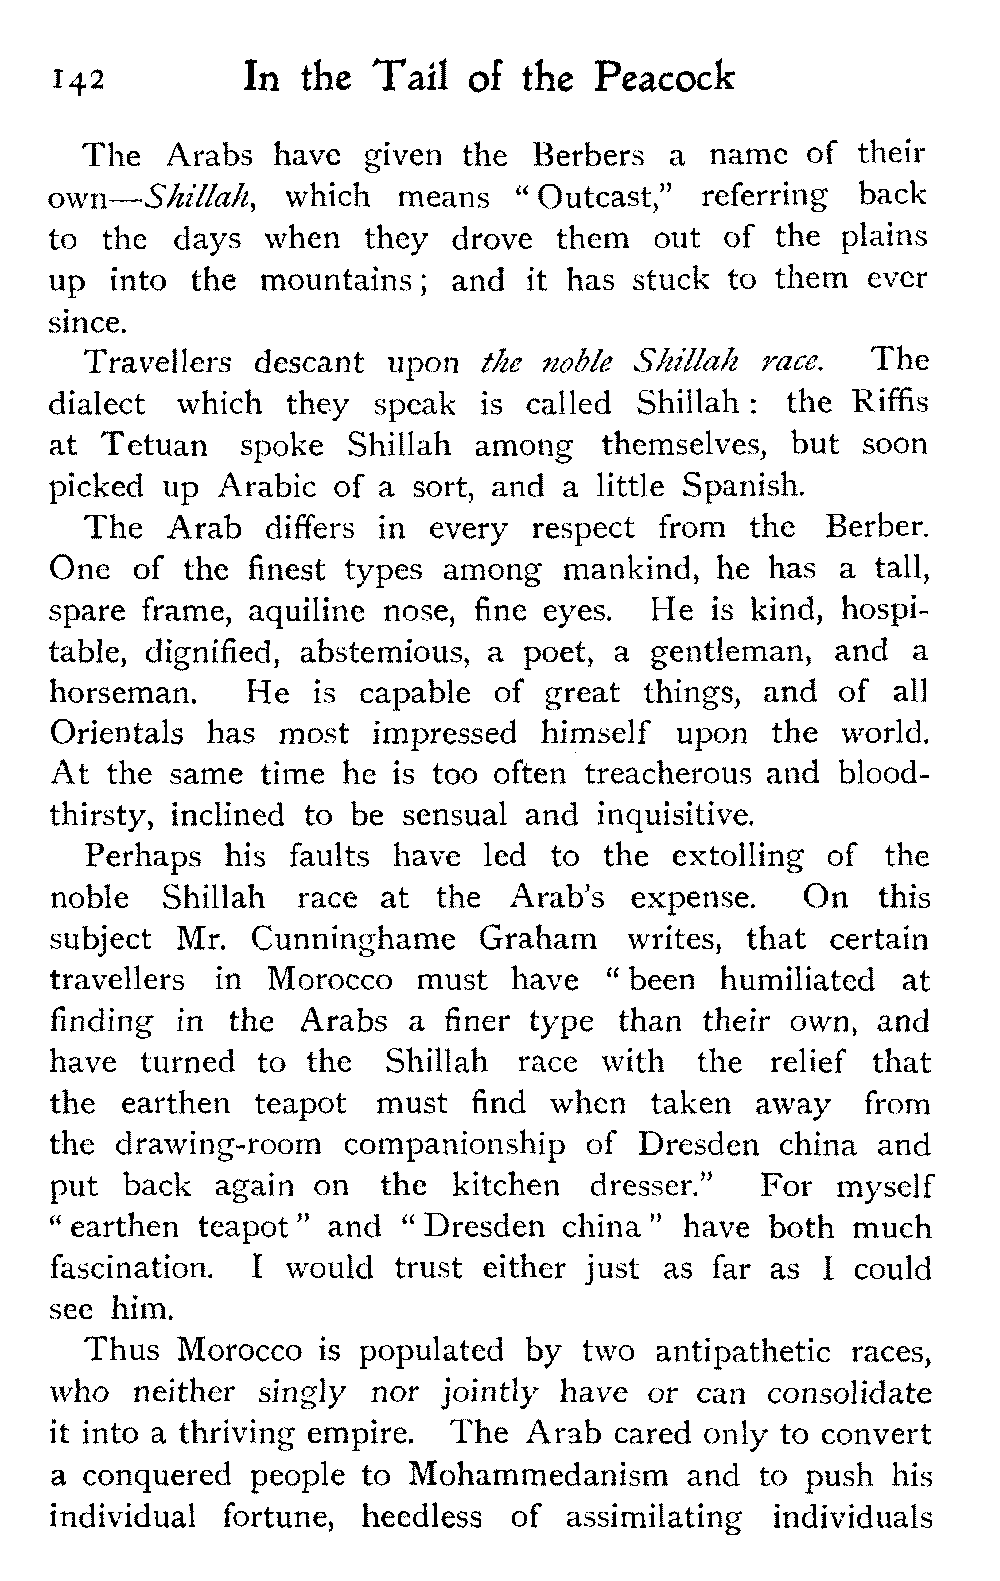 142 In the Tail of the Peacock
The Arabs have given the Berbers a name of their
own—Shillah, which means “Outcast,” referring back
to the days when they drove them out of the plains
up into the mountains; and it has stuck to them ever
since.
Travellers descant upon the noble Shillah race. The
dialect which they speak is called Shillah: the Riffis
at Tetuan spoke Shillah among themselves, but soon
picked up Arabic of a sort, and a little Spanish.
The Arab differs in every respect from the Berber.
One of the finest types among mankind, he has a tall,
spare frame, aquiline nose, fine eyes. He is kind, hospi-
table, dignified, abstemious, a poet, a gentleman, and a
horseman. He is capable of great things, and of all
Orientals has most impressed himself upon the world.
At the same time he is too often treacherous and blood-
thirsty, inclined to be sensual and inquisitive.
Perhaps his faults have led to the extolling of the
noble Shillah race at the Arab’s expense. On this
subject Mr. Cunninghame Graham writes, that certain
travellers in Morocco must have “been humiliated at
finding in the Arabs a finer type than their own, and
have turned to the Shillah race with the relief that
the earthen teapot must find when taken away from
the drawing-room companionship of Dresden china and
put back again on the kitchen dresser.” For myself
“earthen teapot” and “Dresden china” have both much
fascination. I would trust either just as far as I could
see him.
Thus Morocco is populated by two antipathetic races,
who neither singly nor jointly have or can consolidate
it into a thriving empire. The Arab cared only to convert
a conquered people to Mohammedanism and to push his
individual fortune, heedless of assimilating individuals